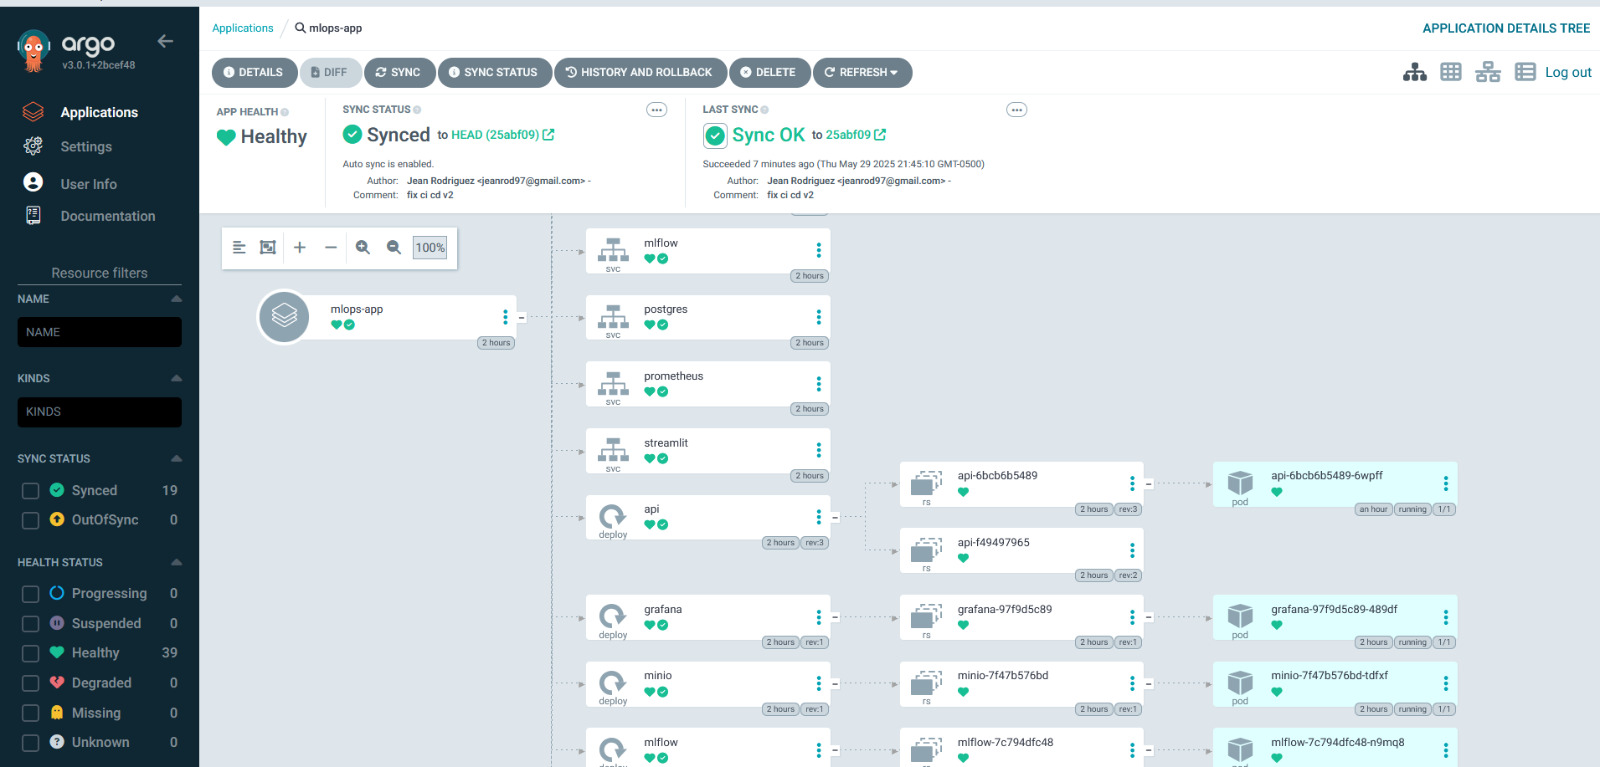 argo
v3.0.1+2bcef48
Applications
Settings
User Info
Documentation
Resource filters
NAME
NAME
KINDS
KINDS
SYNC STATUS
Synced 19
OutOfSync 0
HEALTH STATUS
Progressing 0
Suspended 0
Healthy 39
Degraded 0
Missing 0
Unknown 0
Applications / mlops-app
APPLICATION DETAILS TREE
DETAILS DIFF SYNC SYNC STATUS HISTORY AND ROLLBACK DELETE REFRESH
Log out
APP HEALTH
Healthy
SYNC STATUS
Synced to HEAD (25abf09)
Auto sync is enabled.
Author: Jean Rodriguez <jeanrod97@gmail.com> -
Comment: fix ci cd v2
LAST SYNC
Sync OK to 25abf09
Succeeded 7 minutes ago (Thu May 29 2025 21:45:10 GMT-0500)
Author: Jean Rodriguez <jeanrod97@gmail.com> -
Comment: fix ci cd v2
100%
mlops-app
2 hours
mlflow
svc
2 hours
postgres
svc
2 hours
prometheus
svc
2 hours
streamlit
svc
2 hours
api
deploy
2 hours rev:3
api-6bcb6b5489
rs
2 hours rev:3
api-6bcb6b5489-6wpff
pod
an hour running 1/1
api-f49497965
rs
2 hours rev:2
grafana
deploy
2 hours rev:1
grafana-97f9d5c89
rs
2 hours rev:1
grafana-97f9d5c89-489df
pod
2 hours running 1/1
minio
deploy
2 hours rev:1
minio-7f47b576bd
rs
2 hours rev:1
minio-7f47b576bd-tdfxf
pod
2 hours running 1/1
mlflow
deploy
mlflow-7c794dfc48
rs
mlflow-7c794dfc48-n9mq8
pod